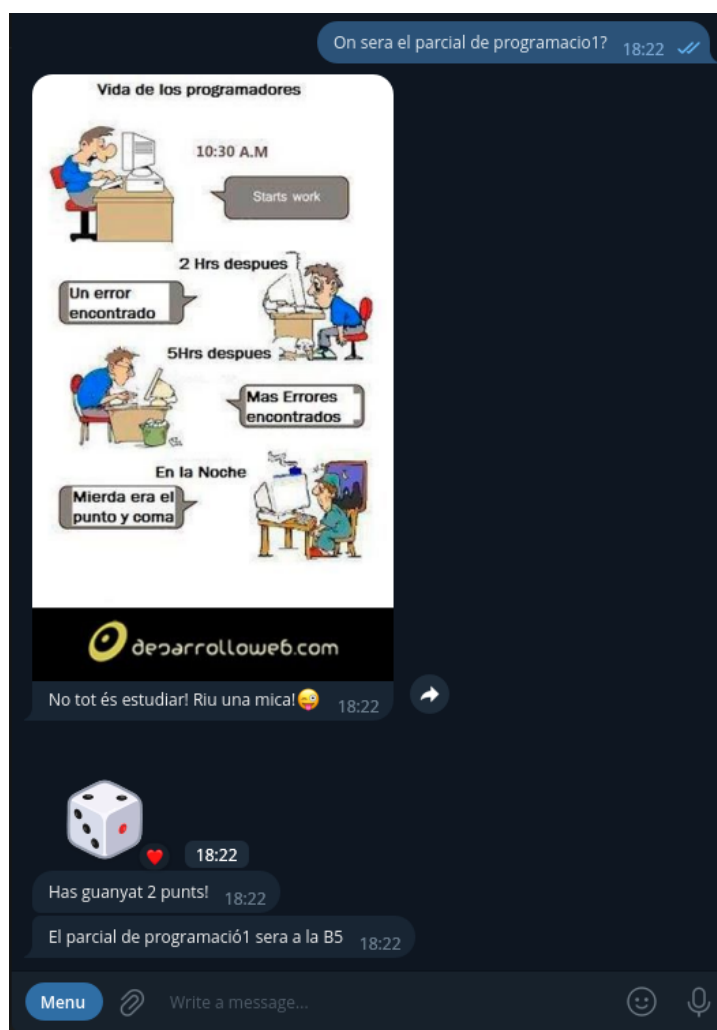 On sera el parcial de programacio1? 18:22
Vida de los programadores
10:30 A.M
Starts work
2 Hrs despues
Un error
encontrado
5Hrs despues
Mas Errores
encontrados
En la Noche
Mierda era el
punto y coma
desarrolloweb.com
No tot és estudiar! Riu una mica!😜 18:22
18:22
Has guanyat 2 punts! 18:22
El parcial de programació1 sera a la B5 18:22
Menu Write a message...